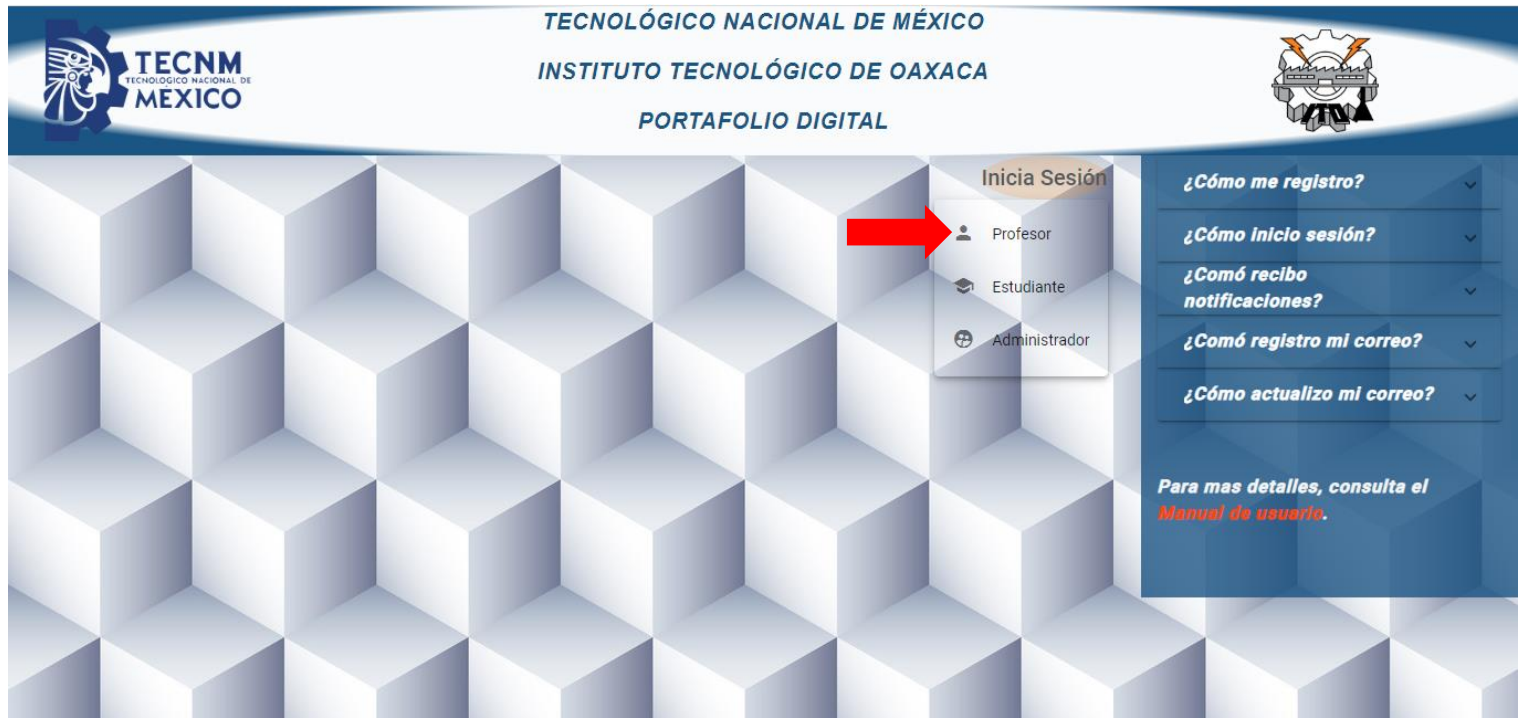 TECNM
TECNOLÓGICO NACIONAL DE
MÉXICO
TECNOLÓGICO NACIONAL DE MÉXICO
INSTITUTO TECNOLÓGICO DE OAXACA
PORTAFOLIO DIGITAL
ITO
Inicia Sesión
Profesor
Estudiante
Administrador
¿Cómo me registro?
¿Cómo inicio sesión?
¿Comó recibo
notificaciones?
¿Comó registro mi correo?
¿Cómo actualizo mi correo?
Para mas detalles, consulta el
Manual de usuario.